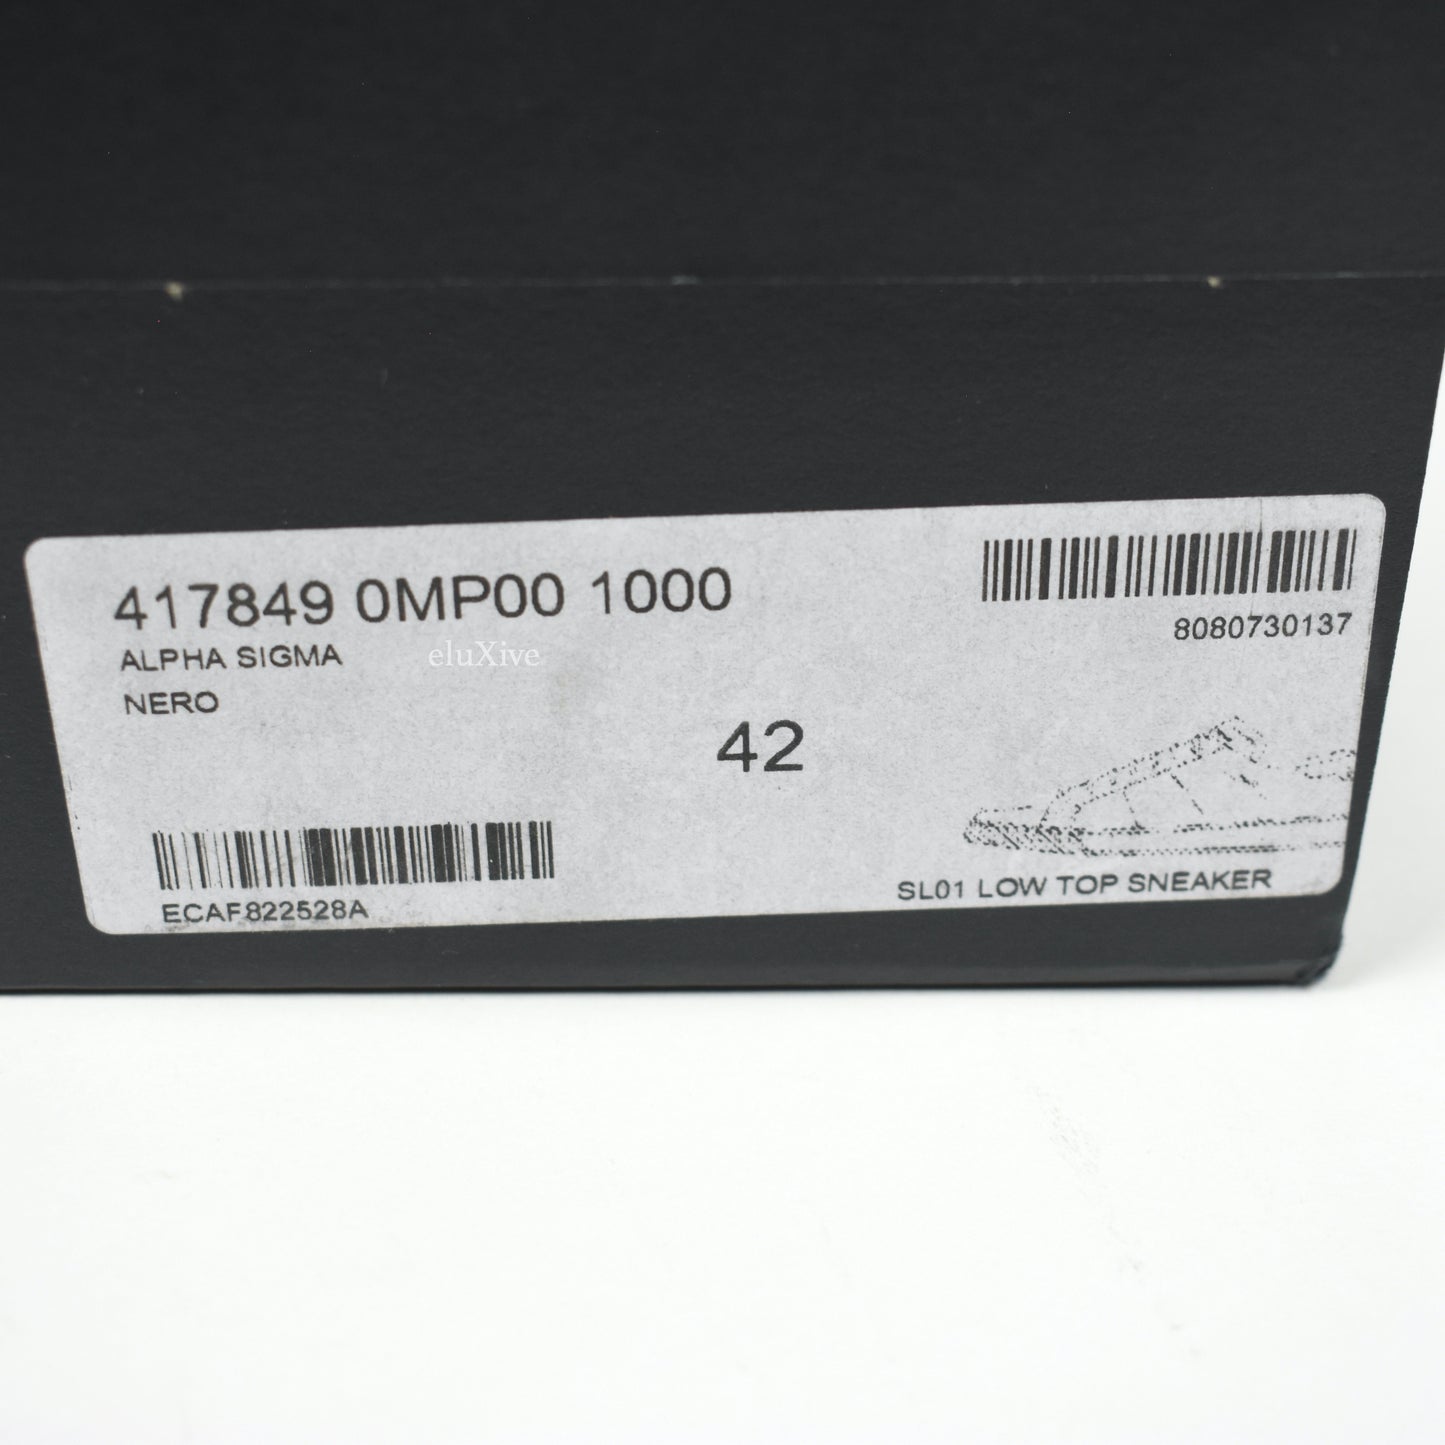 417849 0MP00 1000
8080730137
ALPHA SIGMA
eluXive
NERO
42
ECAF822528A
SL01 LOW TOP SNEAKER